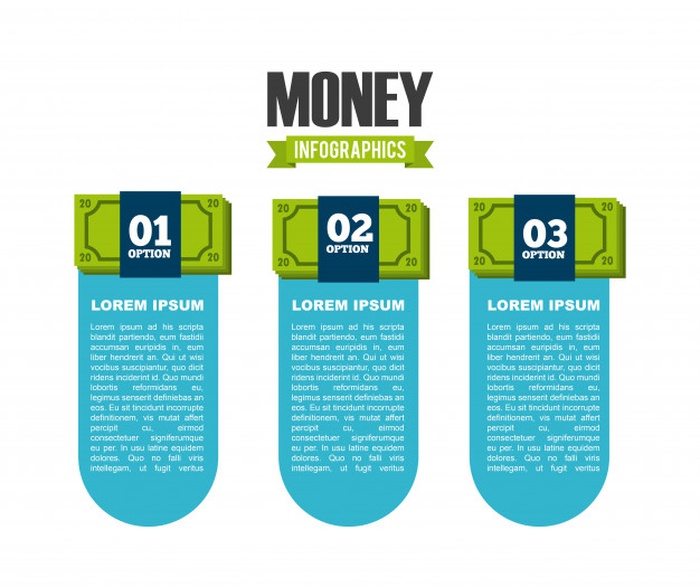 MONEY
INFOGRAPHICS
20 20
01
OPTION
20 20
LOREM IPSUM
Lorem ipsum ad his scripta
blandit partiendo, eum fastidii
accumsan euripidis in, eum
liber hendrerit an. Qui ut wisi
vocibus suscipiantur, quo dicit
ridens inciderint id. Quo mundi
lobortis reformidans eu,
legimus senserit definiebas an
eos. Eu sit tincidunt incorrupte
definitionem, vis mutat affert
percipit cu, eirmod
consectetuer signiferumque
eu per. In usu latine equidem
dolores. Quo no falli viris
intellegam, ut fugit veritus
20 20
02
OPTION
20 20
LOREM IPSUM
Lorem ipsum ad his scripta
blandit partiendo, eum fastidii
accumsan euripidis in, eum
liber hendrerit an. Qui ut wisi
vocibus suscipiantur, quo dicit
ridens inciderint id. Quo mundi
lobortis reformidans eu,
legimus senserit definiebas an
eos. Eu sit tincidunt incorrupte
definitionem, vis mutat affert
percipit cu, eirmod
consectetuer signiferumque
eu per. In usu latine equidem
dolores. Quo no falli viris
intellegam, ut fugit veritus
20 20
03
OPTION
20 20
LOREM IPSUM
Lorem ipsum ad his scripta
blandit partiendo, eum fastidii
accumsan euripidis in, eum
liber hendrerit an. Qui ut wisi
vocibus suscipiantur, quo dicit
ridens inciderint id. Quo mundi
lobortis reformidans eu,
legimus senserit definiebas an
eos. Eu sit tincidunt incorrupte
definitionem, vis mutat affert
percipit cu, eirmod
consectetuer signiferumque
eu per. In usu latine equidem
dolores. Quo no falli viris
intellegam, ut fugit veritus